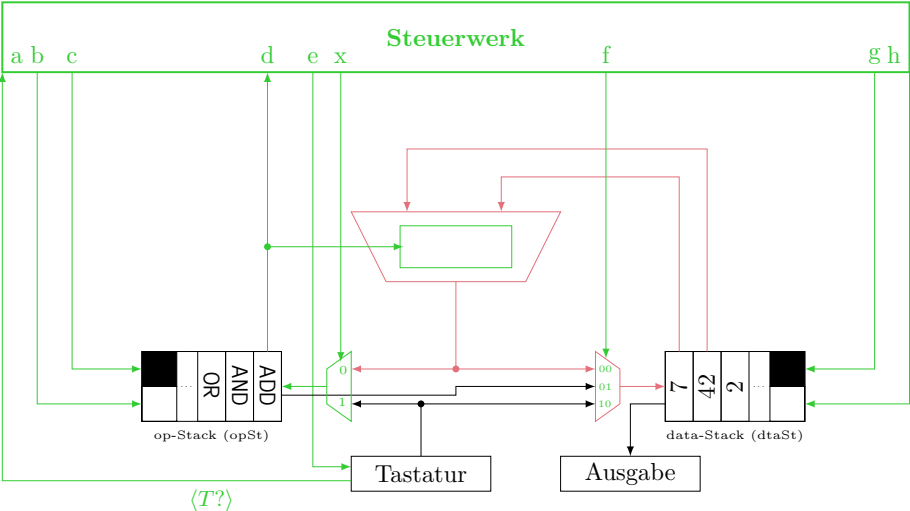 Steuerwerk
a b c d e x f g h
0 00
... OR AND ADD 01 7 42 2 ...
1 10
op-Stack (opSt) data-Stack (dtaSt)
Tastatur Ausgabe
⟨T?⟩